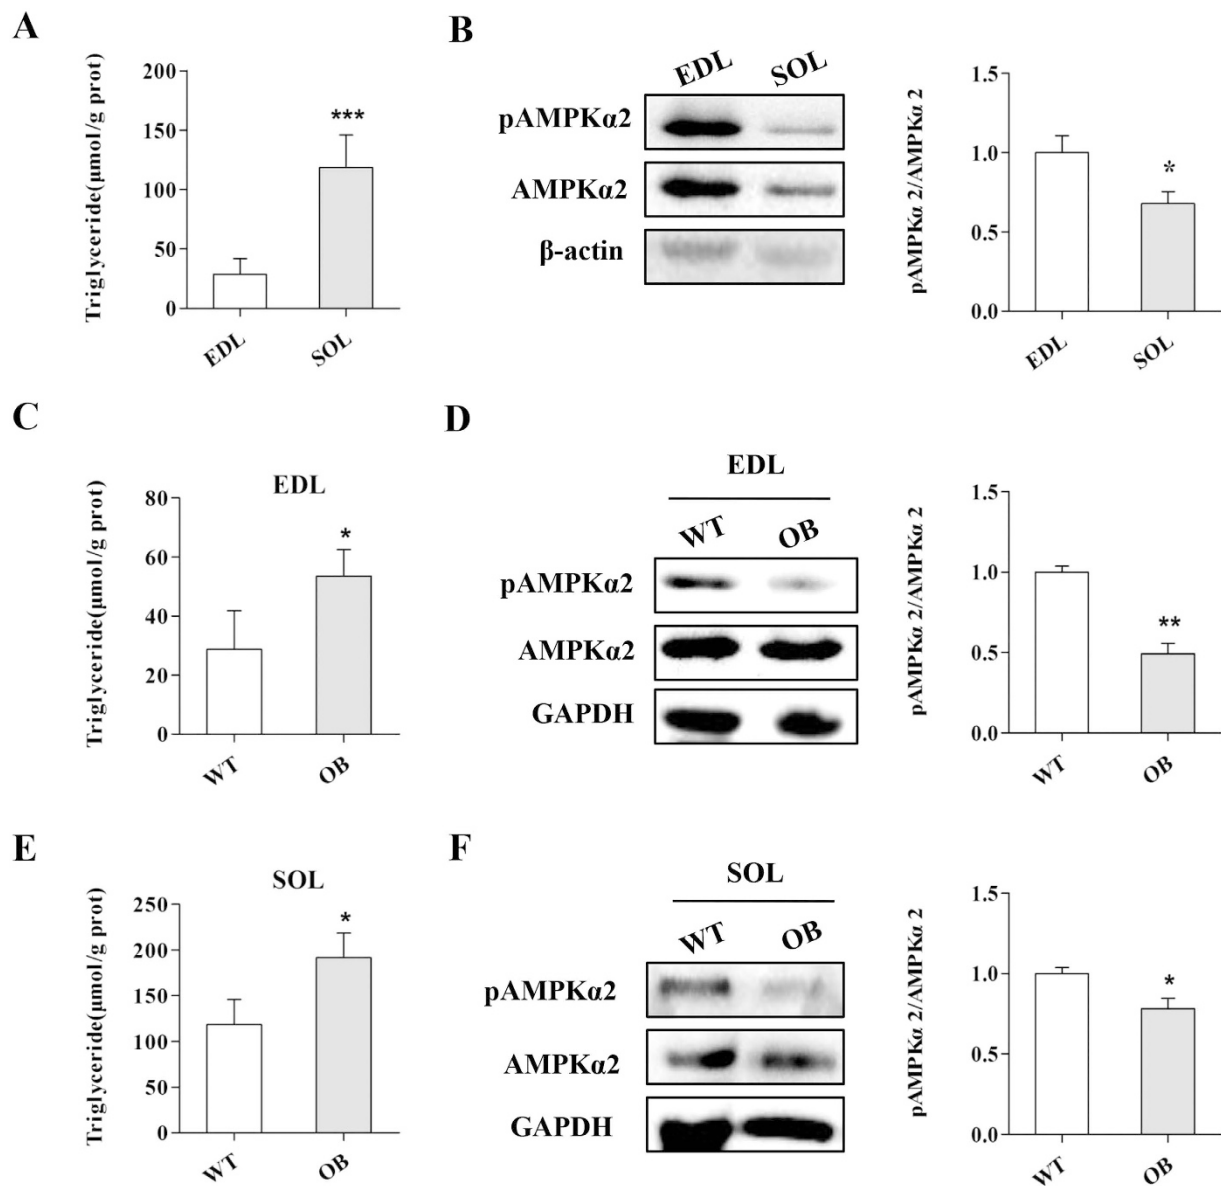 A
Triglyceride(μmol/g prot)
200
150
100
50
0
***
EDL
SOL
B
EDL
SOL
pAMPKα2
AMPKα2
β-actin
pAMPKα 2/AMPKα 2
1.5
1.0
0.5
0.0
*
EDL
SOL
C
EDL
Triglyceride(μmol/g prot)
80
60
40
20
0
*
WT
OB
D
EDL
WT
OB
pAMPKα2
AMPKα2
GAPDH
pAMPKα 2/AMPKα 2
1.5
1.0
0.5
0.0
**
WT
OB
E
SOL
Triglyceride(μmol/g prot)
250
200
150
100
50
0
*
WT
OB
F
SOL
WT
OB
pAMPKα2
AMPKα2
GAPDH
pAMPKα 2/AMPKα 2
1.5
1.0
0.5
0.0
*
WT
OB